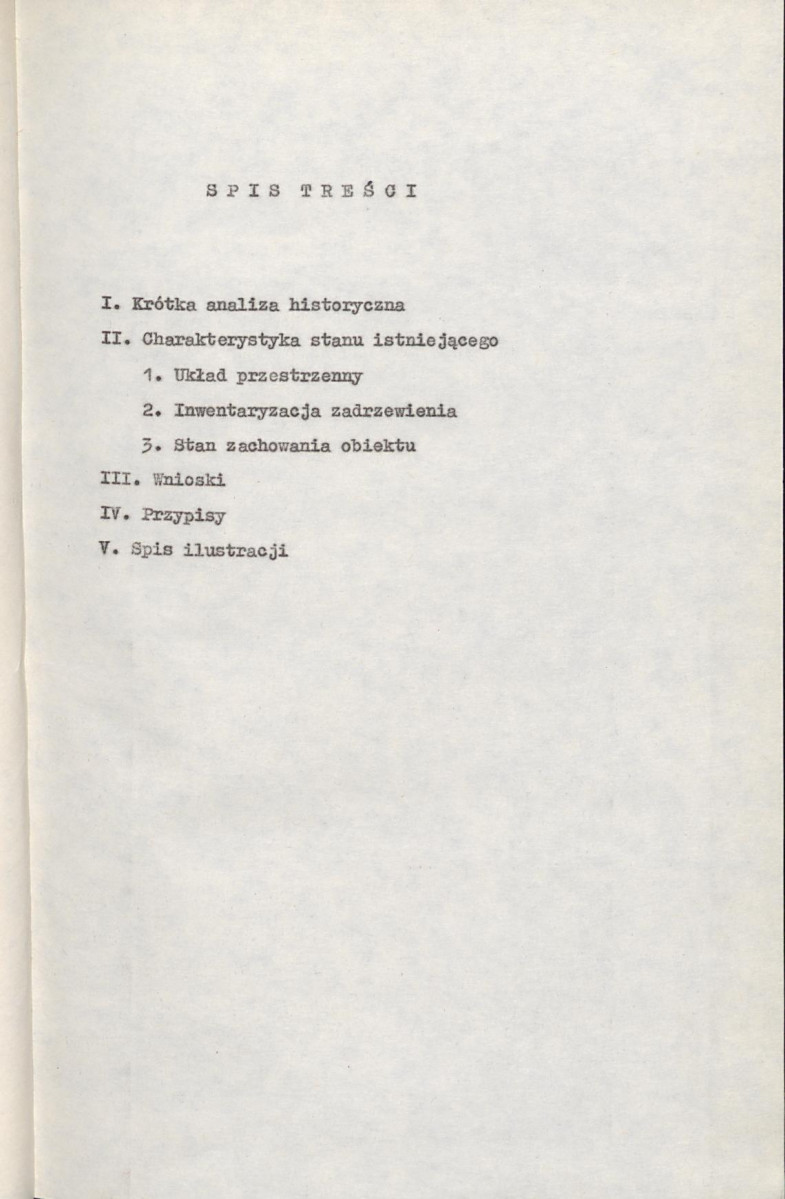 SPIS TREŚCI
I. Krótka analiza historyczna
II. Charakterystyka stanu istniejącego
1. Układ przestrzenny
2. Inwentaryzacja zadrzewienia
3. Stan zachowania obiektu
III. Wnioski
IV. Przypisy
V. Spis ilustracji